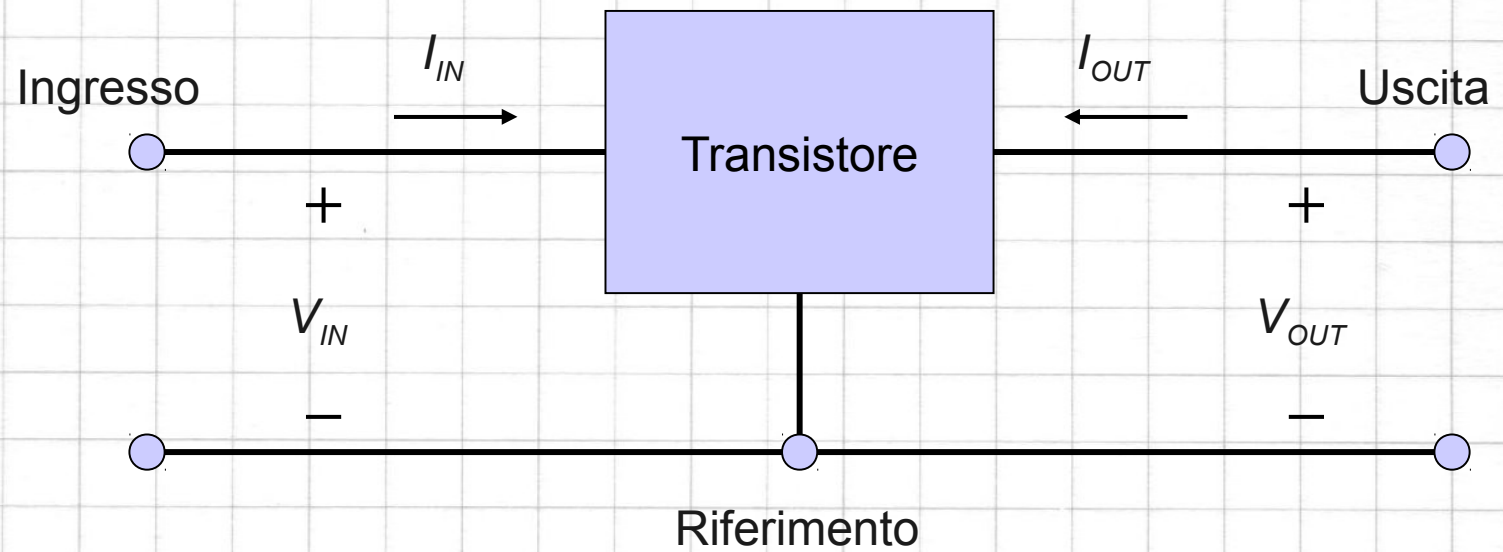 I_IN
I_OUT
Ingresso
Uscita
Transistore
+
+
V_IN
V_OUT
–
–
Riferimento